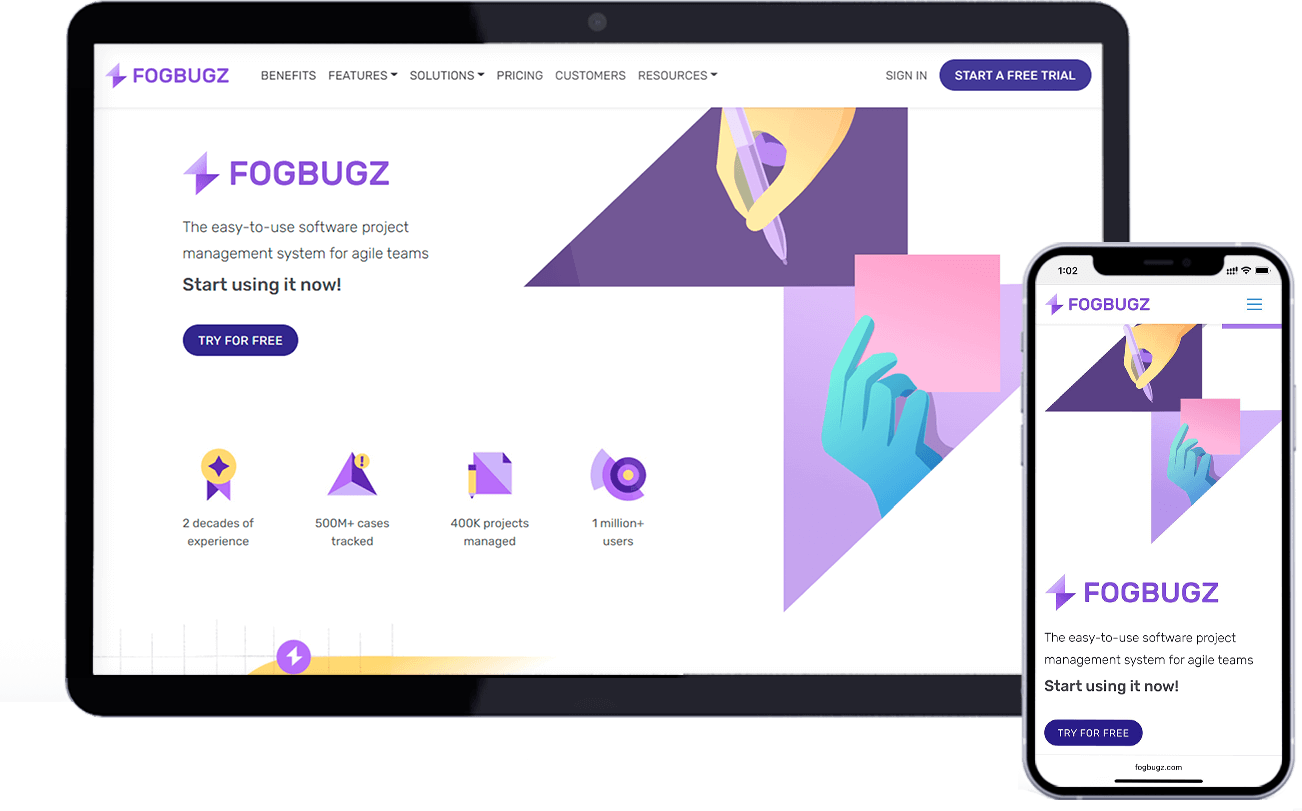 FOGBUGZ
BENEFITS FEATURES SOLUTIONS PRICING CUSTOMERS RESOURCES
SIGN IN START A FREE TRIAL
FOGBUGZ
The easy-to-use software project
management system for agile teams
Start using it now!
TRY FOR FREE
2 decades of
experience
500M+ cases
tracked
400K projects
managed
1 million+
users
1:02
FOGBUGZ
FOGBUGZ
The easy-to-use software project
management system for agile teams
Start using it now!
TRY FOR FREE
fogbugz.com